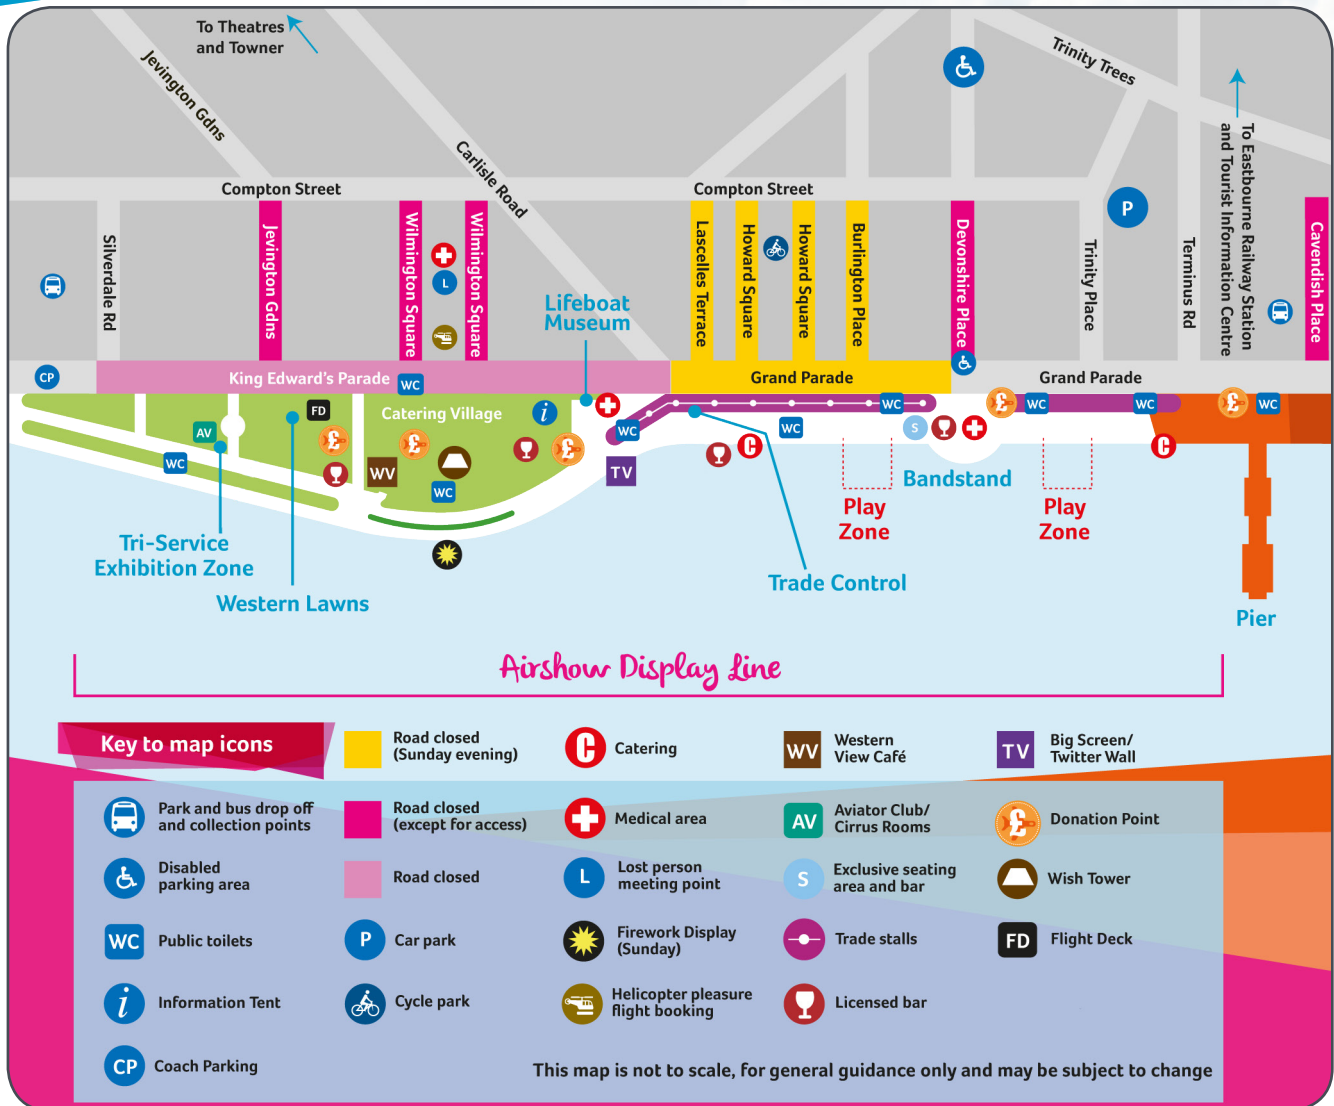 To Theatres
and Towner
Jevington Gdns
Carlisle Road
Trinity Trees
To Eastbourne Railway Station
and Tourist Information Centre
Compton Street
Compton Street
P
Silverdale Rd
Jevington Gdns
Wilmington Square
Wilmington Square
L
Lascelles Terrace
Howard Square
Howard Square
Burlington Place
Devonshire Place
Trinity Place
Terminus Rd
Cavendish Place
Lifeboat
Museum
CP
King Edward's Parade
WC
Grand Parade
Grand Parade
FD
Catering Village
i
AV
£
£
£
WC
WC
WC
S
£
WC
WC
£
WC
WC
WV
WC
TV
C
C
Bandstand
Play
Zone
Play
Zone
Tri-Service
Exhibition Zone
Western Lawns
Trade Control
Pier
Airshow Display Line
Key to map icons
Road closed
(Sunday evening)
C
Catering
WV
Western
View Café
TV
Big Screen/
Twitter Wall
Park and bus drop off
and collection points
Road closed
(except for access)
Medical area
AV
Aviator Club/
Cirrus Rooms
£
Donation Point
Disabled
parking area
Road closed
L
Lost person
meeting point
S
Exclusive seating
area and bar
Wish Tower
WC
Public toilets
P
Car park
Firework Display
(Sunday)
Trade stalls
FD
Flight Deck
i
Information Tent
Cycle park
Helicopter pleasure
flight booking
Licensed bar
CP
Coach Parking
This map is not to scale, for general guidance only and may be subject to change